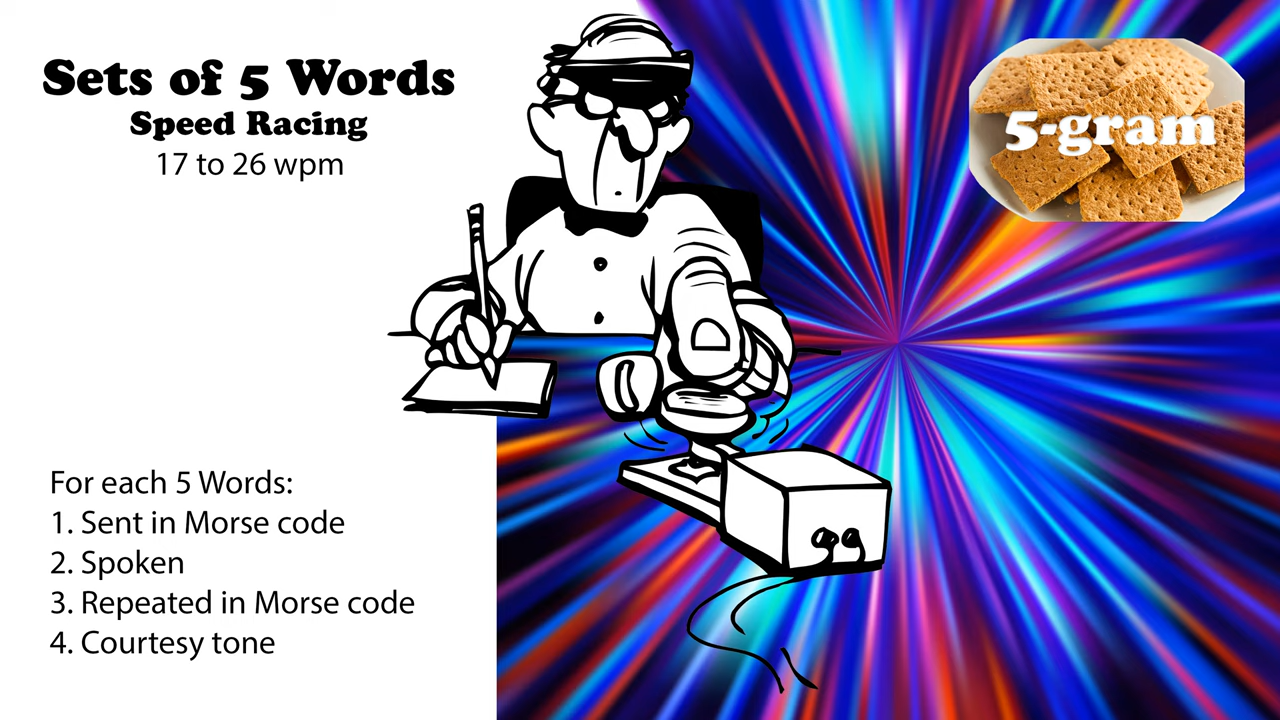 Sets of 5 Words
Speed Racing
17 to 26 wpm
5-gram
For each 5 Words:
1. Sent in Morse code
2. Spoken
3. Repeated in Morse code
4. Courtesy tone